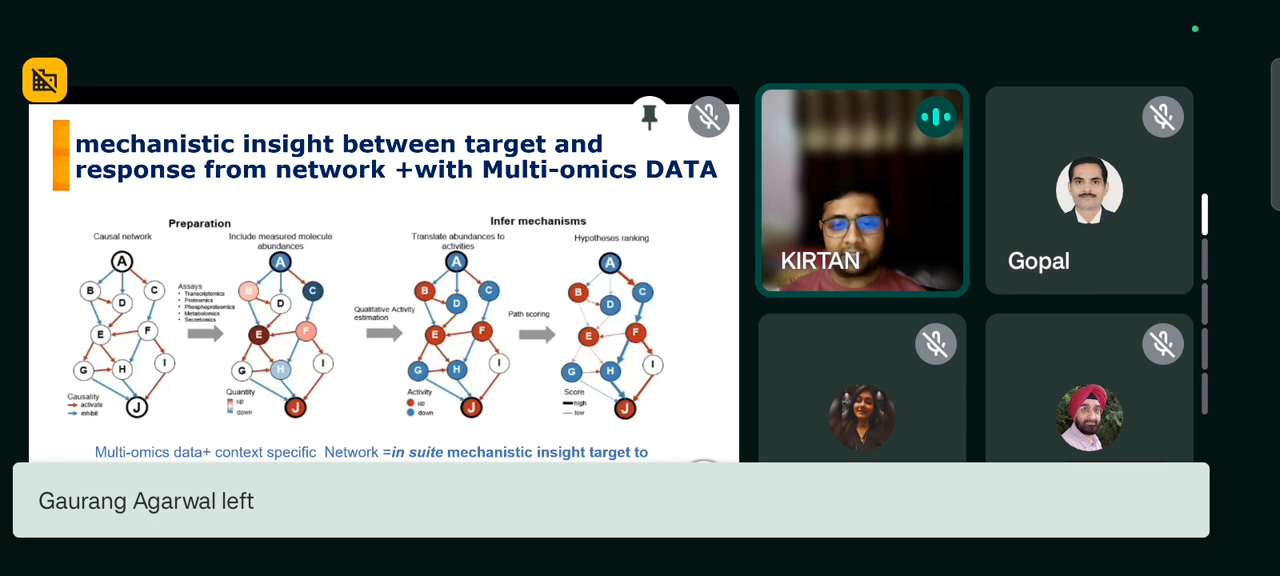 mechanistic insight between target and
response from network +with Multi-omics DATA
Preparation
Infer mechanisms
Causal network
Include measured molecule
abundances
Translate abundances to
activities
Hypotheses ranking
A
B
C
D
E
F
G
H
I
J
Assays
• Transcriptomics
• Proteomics
• Phosphoproteomics
• Metabolomics
• Secretomics
Causality
activate
inhibit
A
B
C
D
E
F
G
H
I
J
Quantity
up
down
Qualitative Activity
estimation
A
B
C
D
E
F
G
H
I
J
Activity
up
down
Path scoring
A
B
C
D
E
F
G
H
I
J
Score
high
low
Multi-omics data+ context specific Network =in suite mechanistic insight target to
KIRTAN
Gopal
Gaurang Agarwal left